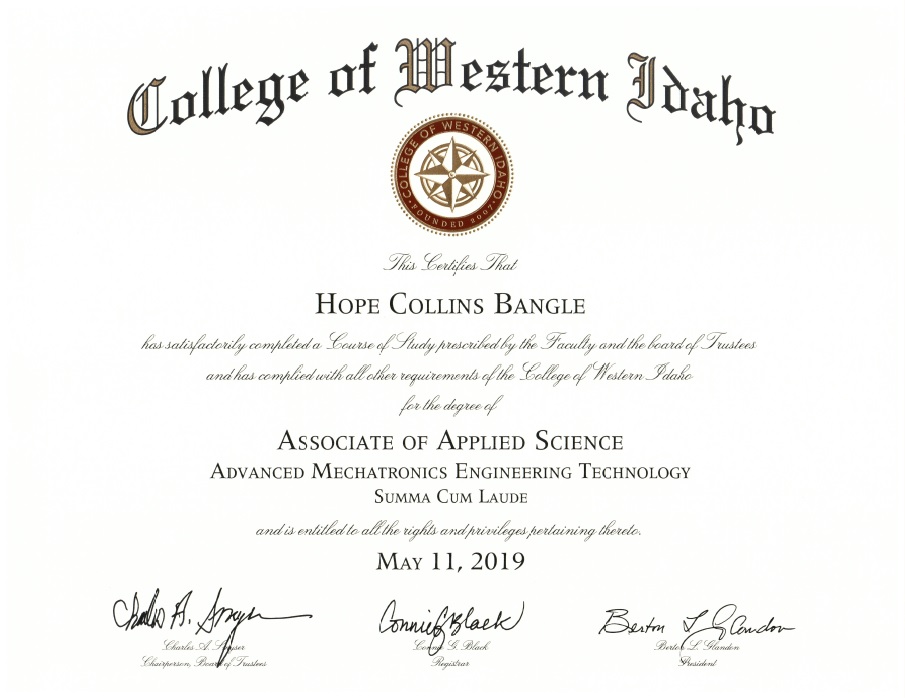 College of Western Idaho
COLLEGE OF WESTERN IDAHO
FOUNDED 2007
This Certifies That
HOPE COLLINS BANGLE
has satisfactorily completed a Course of Study prescribed by the Faculty and the board of Trustees
and has complied with all other requirements of the College of Western Idaho
for the degree of
ASSOCIATE OF APPLIED SCIENCE
ADVANCED MECHATRONICS ENGINEERING TECHNOLOGY
SUMMA CUM LAUDE
and is entitled to all the rights and privileges pertaining thereto.
MAY 11, 2019
Connie G Black
Berton L Glandon
Charles A.
Connie G. Black
Berton L. Glandon
Chairperson, Board of Trustees
Registrar
President